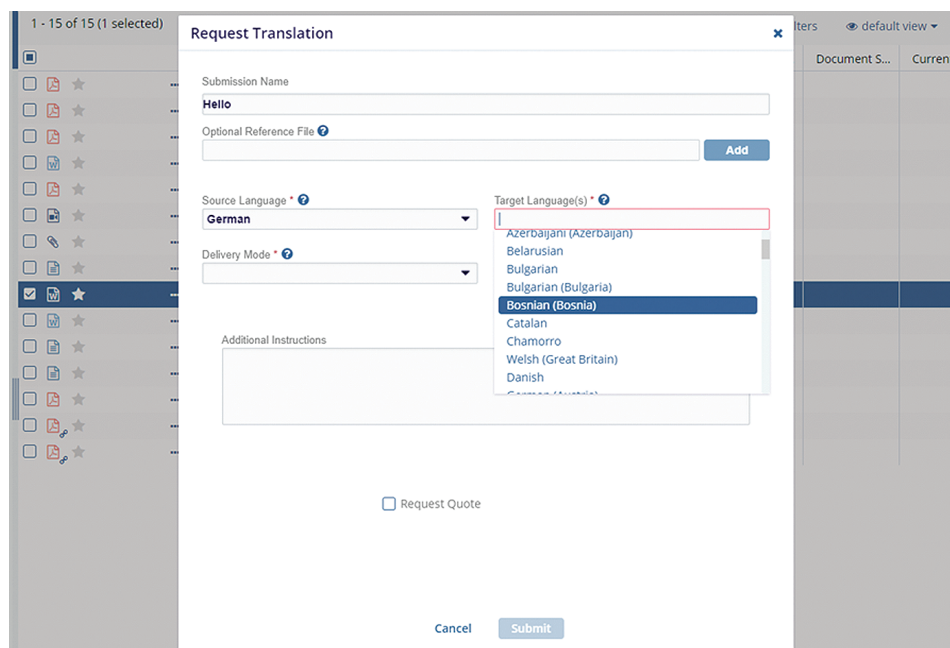 1 - 15 of 15 (1 selected)
lters
default view
Request Translation
Document S...
Curren
Submission Name
Hello
Optional Reference File
Add
Source Language *
Target Language(s) *
German
Azerbaijani (Azerbaijan)
Belarusian
Delivery Mode *
Bulgarian
Bulgarian (Bulgaria)
Bosnian (Bosnia)
Catalan
Additional Instructions
Chamorro
Welsh (Great Britain)
Danish
German (Austria)
Request Quote
Cancel
Submit